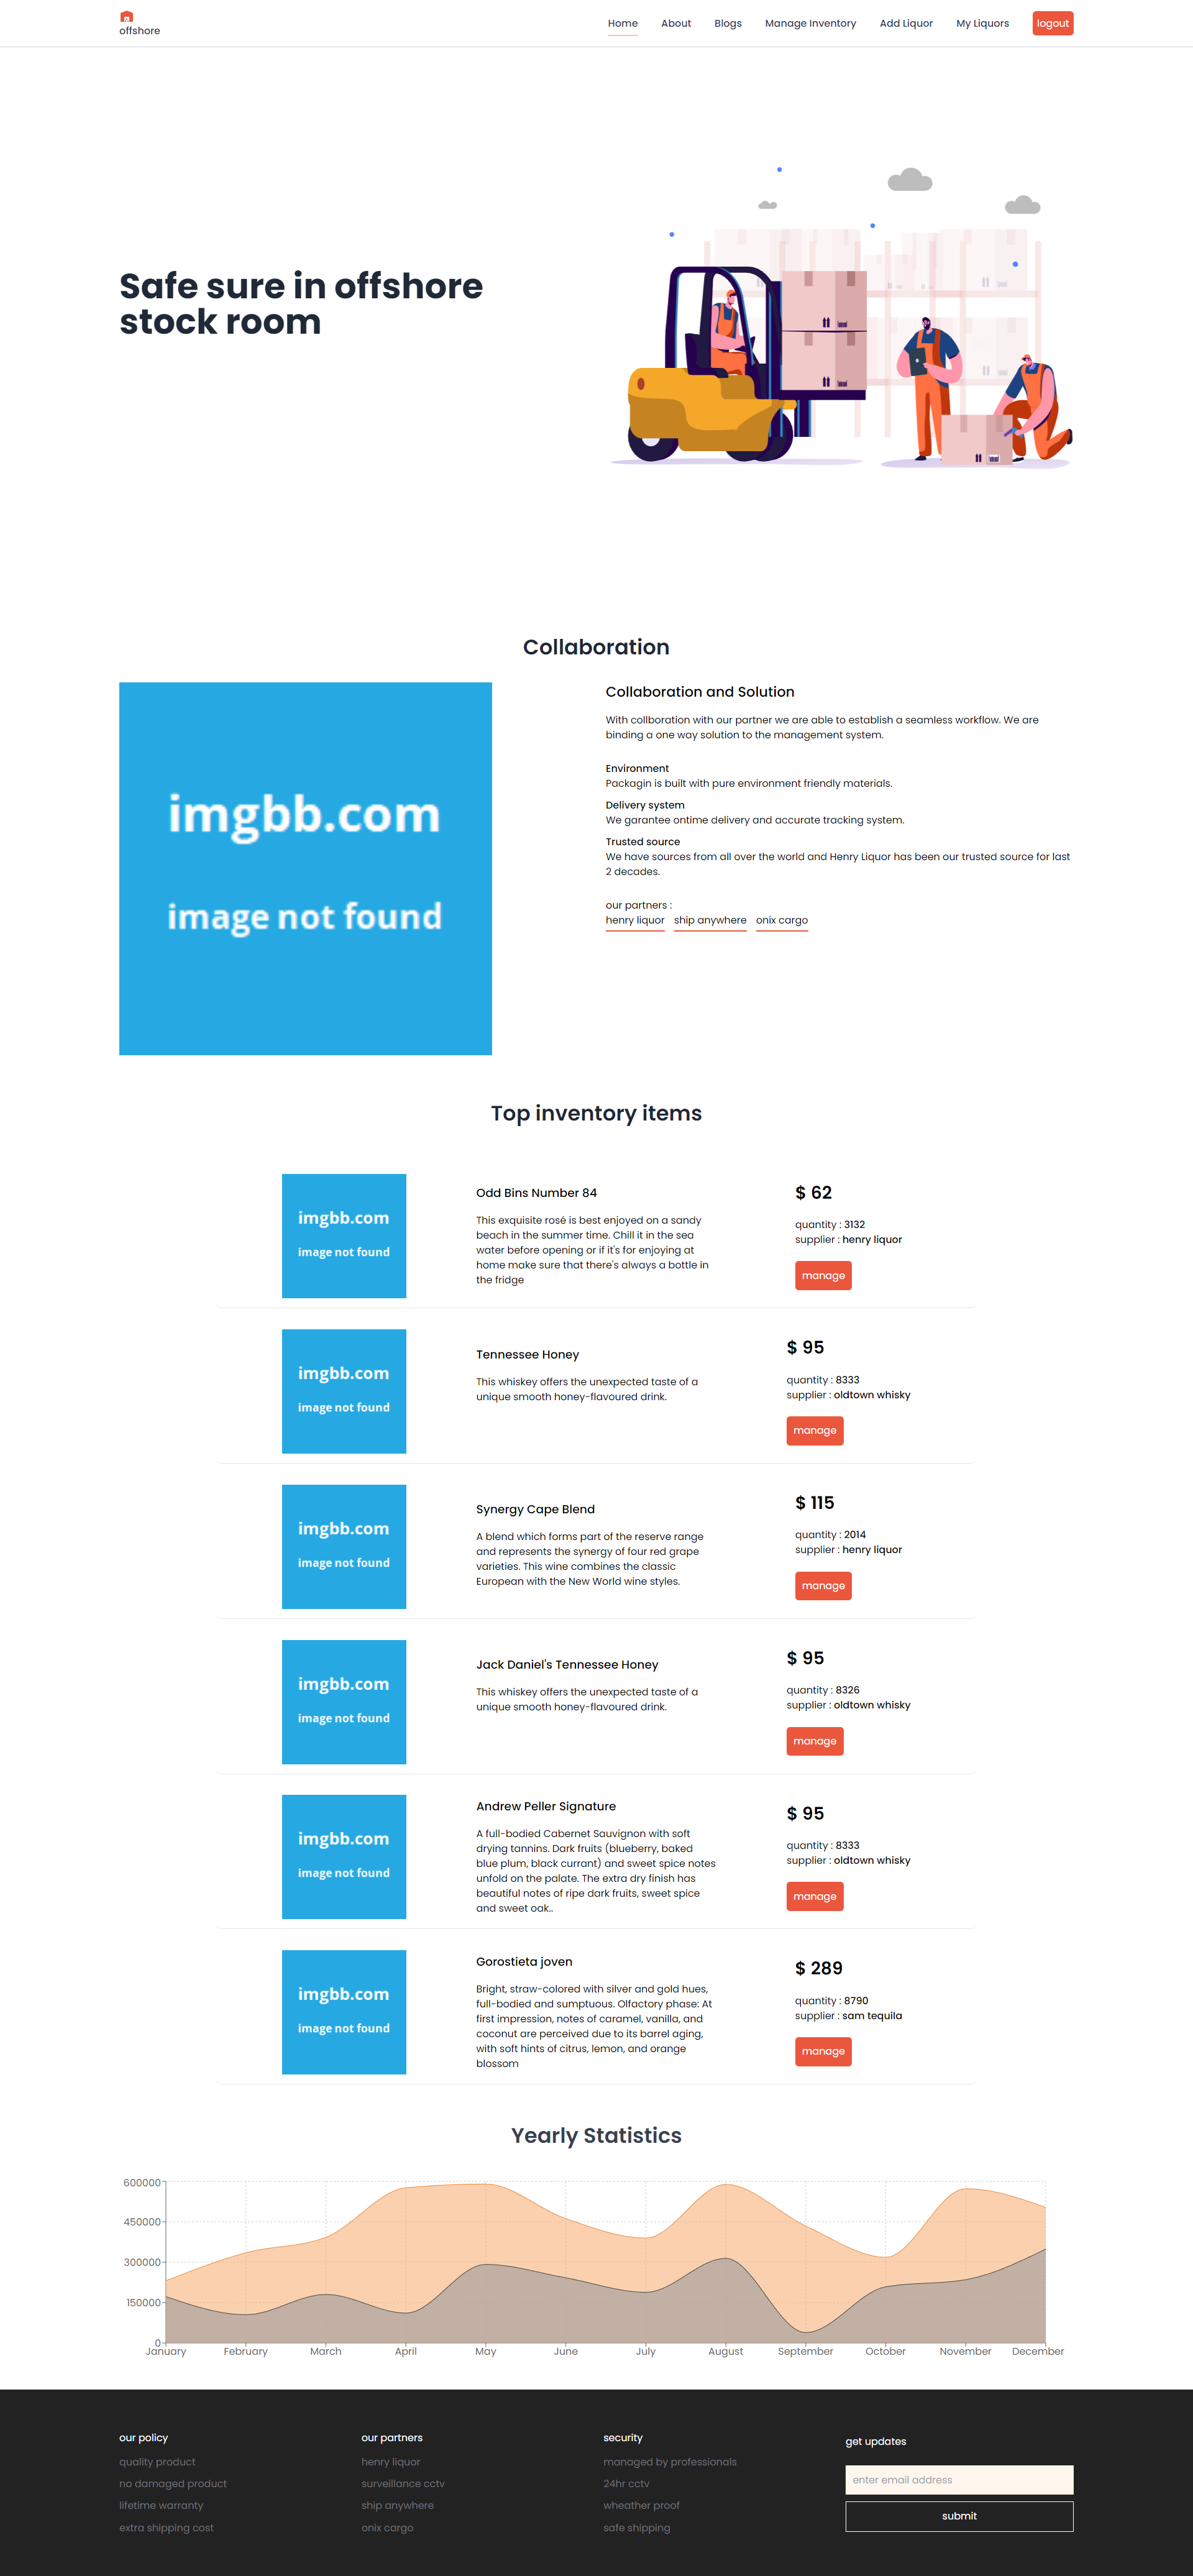 offshore
Home About Blogs Manage Inventory Add Liquor My Liquors logout
Safe sure in offshore
stock room
Collaboration
imgbb.com
image not found
Collaboration and Solution
With collboration with our partner we are able to establish a seamless workflow. We are
binding a one way solution to the management system.
Environment
Packagin is built with pure environment friendly materials.
Delivery system
We garantee ontime delivery and accurate tracking system.
Trusted source
We have sources from all over the world and Henry Liquor has been our trusted source for last
2 decades.
our partners :
henry liquor ship anywhere onix cargo
Top inventory items
imgbb.com
image not found
Odd Bins Number 84
This exquisite rosé is best enjoyed on a sandy
beach in the summer time. Chill it in the sea
water before opening or if it's for enjoying at
home make sure that there's always a bottle in
the fridge
$ 62
quantity : 3132
supplier : henry liquor
manage
imgbb.com
image not found
Tennessee Honey
This whiskey offers the unexpected taste of a
unique smooth honey-flavoured drink.
$ 95
quantity : 8333
supplier : oldtown whisky
manage
imgbb.com
image not found
Synergy Cape Blend
A blend which forms part of the reserve range
and represents the synergy of four red grape
varieties. This wine combines the classic
European with the New World wine styles.
$ 115
quantity : 2014
supplier : henry liquor
manage
imgbb.com
image not found
Jack Daniel's Tennessee Honey
This whiskey offers the unexpected taste of a
unique smooth honey-flavoured drink.
$ 95
quantity : 8326
supplier : oldtown whisky
manage
imgbb.com
image not found
Andrew Peller Signature
A full-bodied Cabernet Sauvignon with soft
drying tannins. Dark fruits (blueberry, baked
blue plum, black currant) and sweet spice notes
unfold on the palate. The extra dry finish has
beautiful notes of ripe dark fruits, sweet spice
and sweet oak..
$ 95
quantity : 8333
supplier : oldtown whisky
manage
imgbb.com
image not found
Gorostieta joven
Bright, straw-colored with silver and gold hues,
full-bodied and sumptuous. Olfactory phase: At
first impression, notes of caramel, vanilla, and
coconut are perceived due to its barrel aging,
with soft hints of citrus, lemon, and orange
blossom
$ 289
quantity : 8790
supplier : sam tequila
manage
Yearly Statistics
600000
450000
300000
150000
0
January February March April May June July August September October November December
our policy
quality product
no damaged product
lifetime warranty
extra shipping cost
our partners
henry liquor
surveillance cctv
ship anywhere
onix cargo
security
managed by professionals
24hr cctv
wheather proof
safe shipping
get updates
enter email address
submit